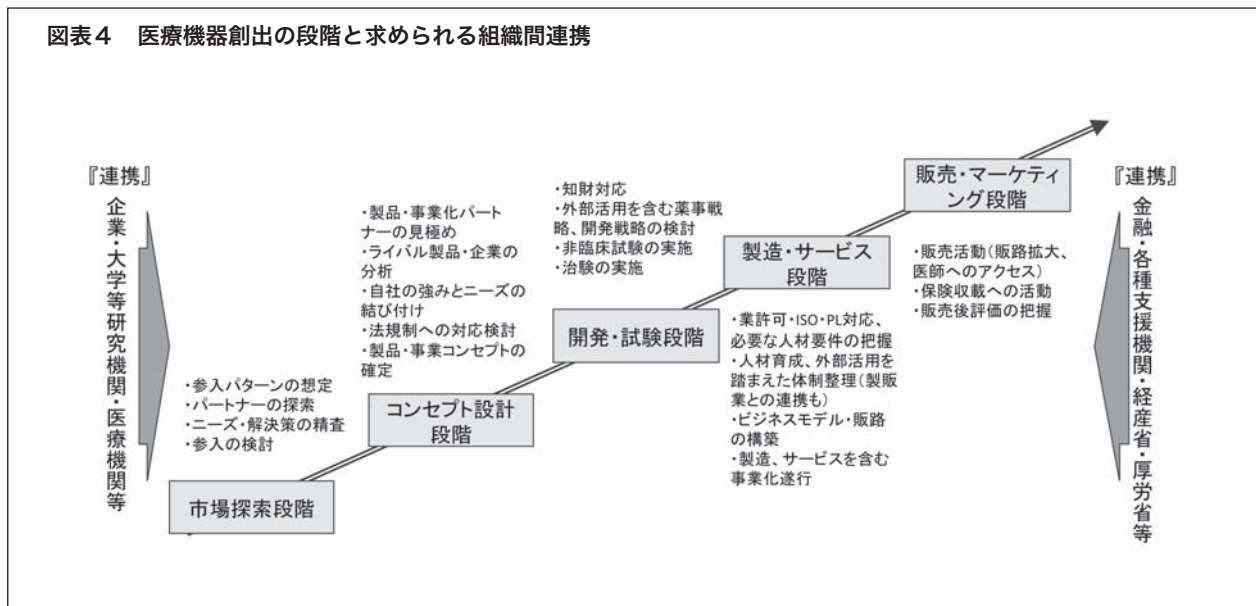 図表4 医療機器創出の段階と求められる組織間連携
『連携』
企業・大学等研究機関・医療機関等
・参入パターンの想定
・パートナーの探索
・ニーズ・解決策の精査
・参入の検討
市場探索段階
・製品・事業化パート
ナーの見極め
・ライバル製品・企業の
分析
・自社の強みとニーズの
結び付け
・法規制への対応検討
・製品・事業コンセプトの
確定
コンセプト設計
段階
・知財対応
・外部活用を含む薬事戦
略、開発戦略の検討
・非臨床試験の実施
・治験の実施
開発・試験段階
製造・サービス
段階
・業許可・ISO・PL対応、
必要な人材要件の把握
・人材育成、外部活用を
踏まえた体制整理(製販
業との連携も)
・ビジネスモデル・販路
の構築
・製造、サービスを含む
事業化遂行
販売・マーケティ
ング段階
・販売活動(販路拡大、
医師へのアクセス)
・保険収載への活動
・販売後評価の把握
『連携』
金融・各種支援機関・経産省・厚労省等